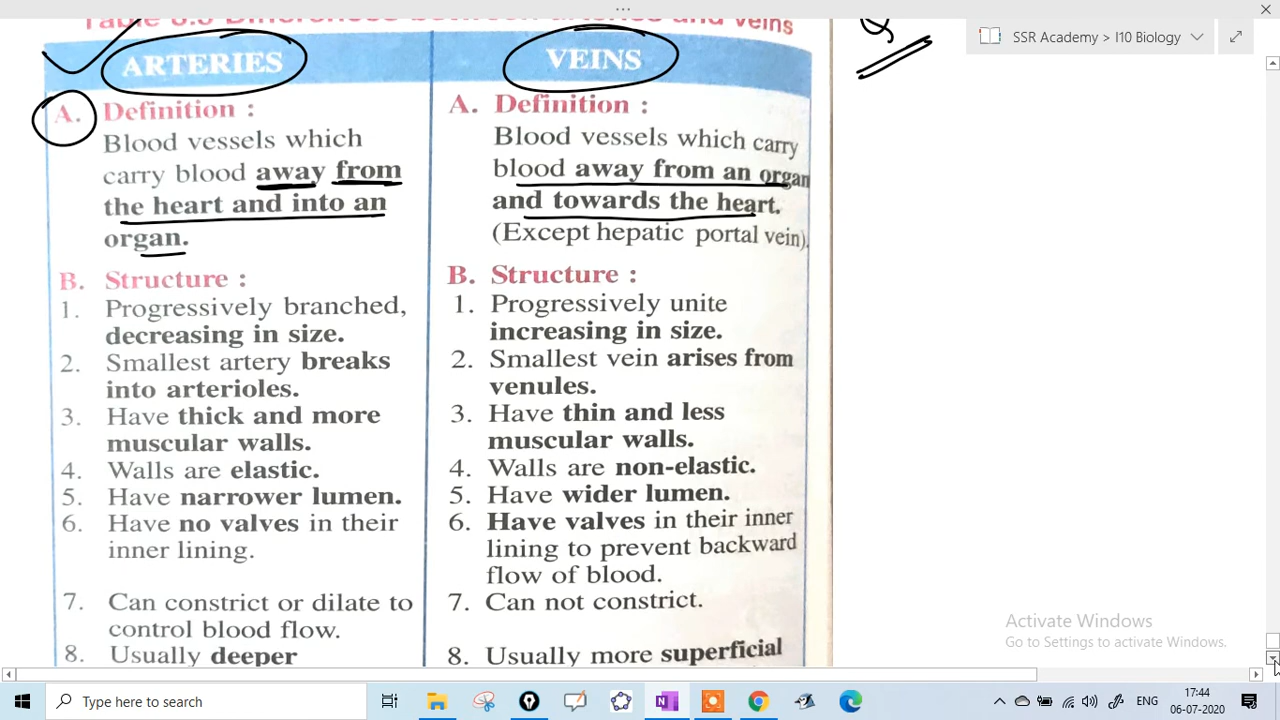 Table 8.3 Differences between arteries and veins
SSR Academy > I10 Biology
ARTERIES
A. Definition :
Blood vessels which
carry blood away from
the heart and into an
organ.
B. Structure :
1. Progressively branched,
decreasing in size.
2. Smallest artery breaks
into arterioles.
3. Have thick and more
muscular walls.
4. Walls are elastic.
5. Have narrower lumen.
6. Have no valves in their
inner lining.
7. Can constrict or dilate to
control blood flow.
8. Usually deeper
VEINS
A. Definition :
Blood vessels which carry
blood away from an organ
and towards the heart.
(Except hepatic portal vein).
B. Structure :
1. Progressively unite
increasing in size.
2. Smallest vein arises from
venules.
3. Have thin and less
muscular walls.
4. Walls are non-elastic.
5. Have wider lumen.
6. Have valves in their inner
lining to prevent backward
flow of blood.
7. Can not constrict.
8. Usually more superficial
Activate Windows
Go to Settings to activate Windows.
Type here to search
ENG
17:44
06-07-2020